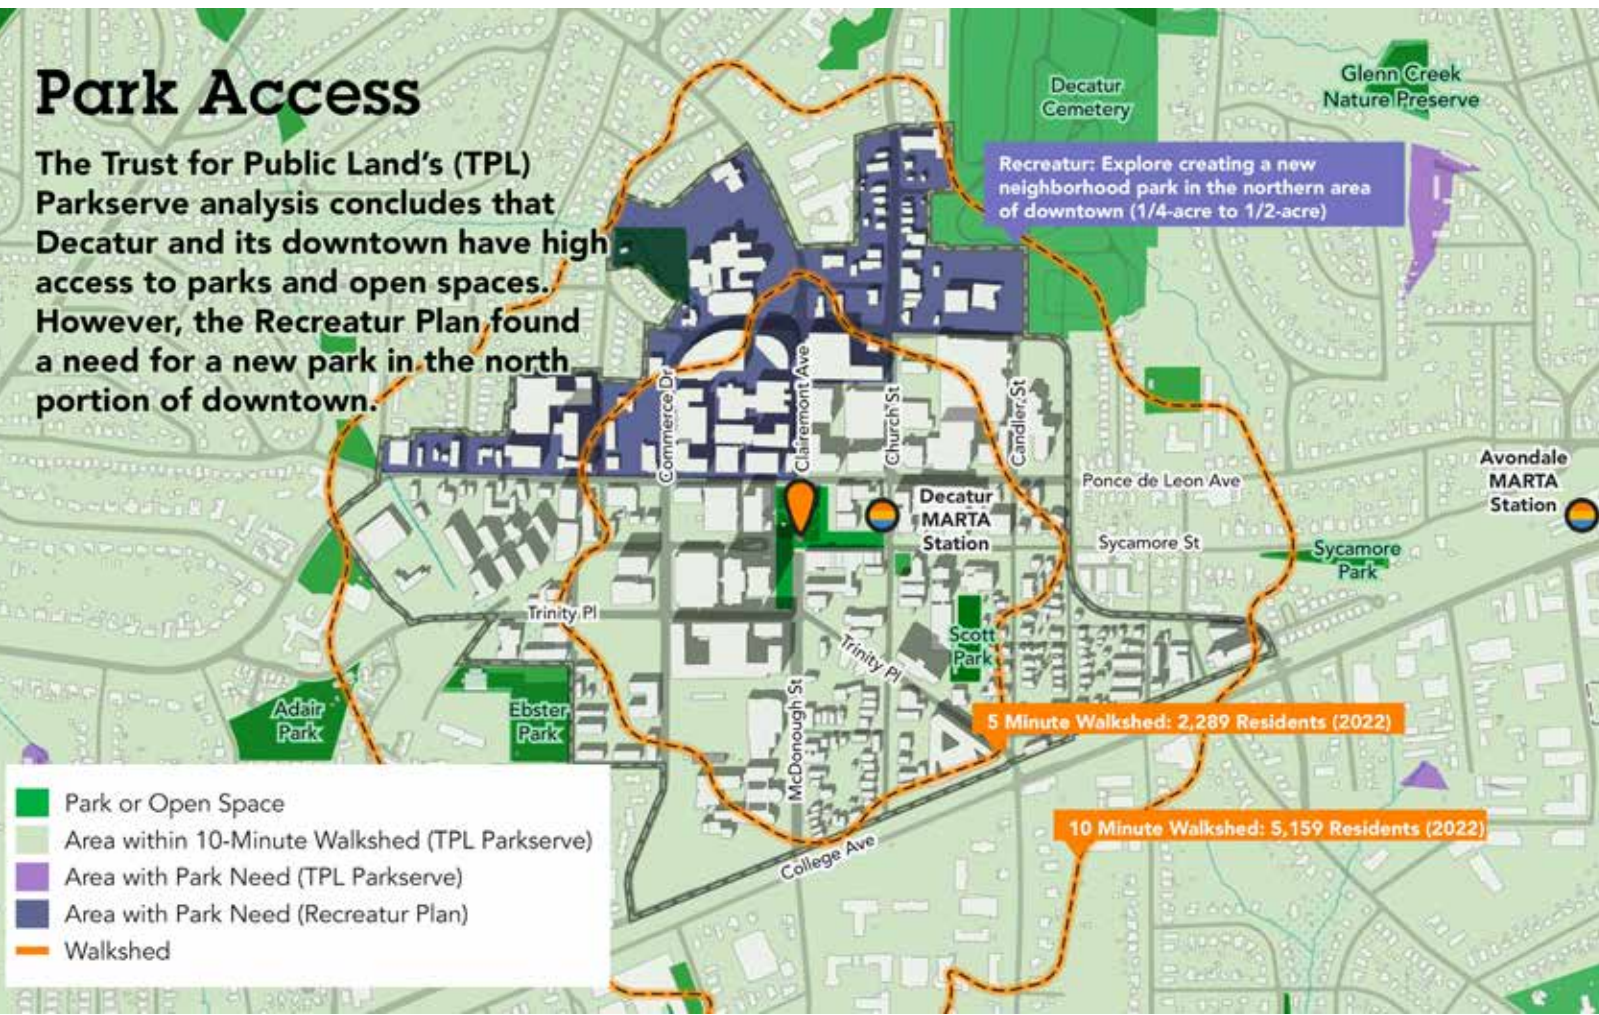 Park Access
The Trust for Public Land's (TPL)
Parkserve analysis concludes that
Decatur and its downtown have high
access to parks and open spaces.
However, the Recreatur Plan found
a need for a new park in the north
portion of downtown.
Decatur
Cemetery
Glenn Creek
Nature Preserve
Recreatur: Explore creating a new
neighborhood park in the northern area
of downtown (1/4-acre to 1/2-acre)
Commerce Dr
Clairemont Ave
Church St
Candler St
Ponce de Leon Ave
Avondale
MARTA
Station
Decatur
MARTA
Station
Sycamore St
Sycamore
Park
Trinity Pl
Trinity Pl
Scott
Park
McDonough St
Adair
Park
Ebster
Park
5 Minute Walkshed: 2,289 Residents (2022)
10 Minute Walkshed: 5,159 Residents (2022)
College Ave
Park or Open Space
Area within 10-Minute Walkshed (TPL Parkserve)
Area with Park Need (TPL Parkserve)
Area with Park Need (Recreatur Plan)
Walkshed